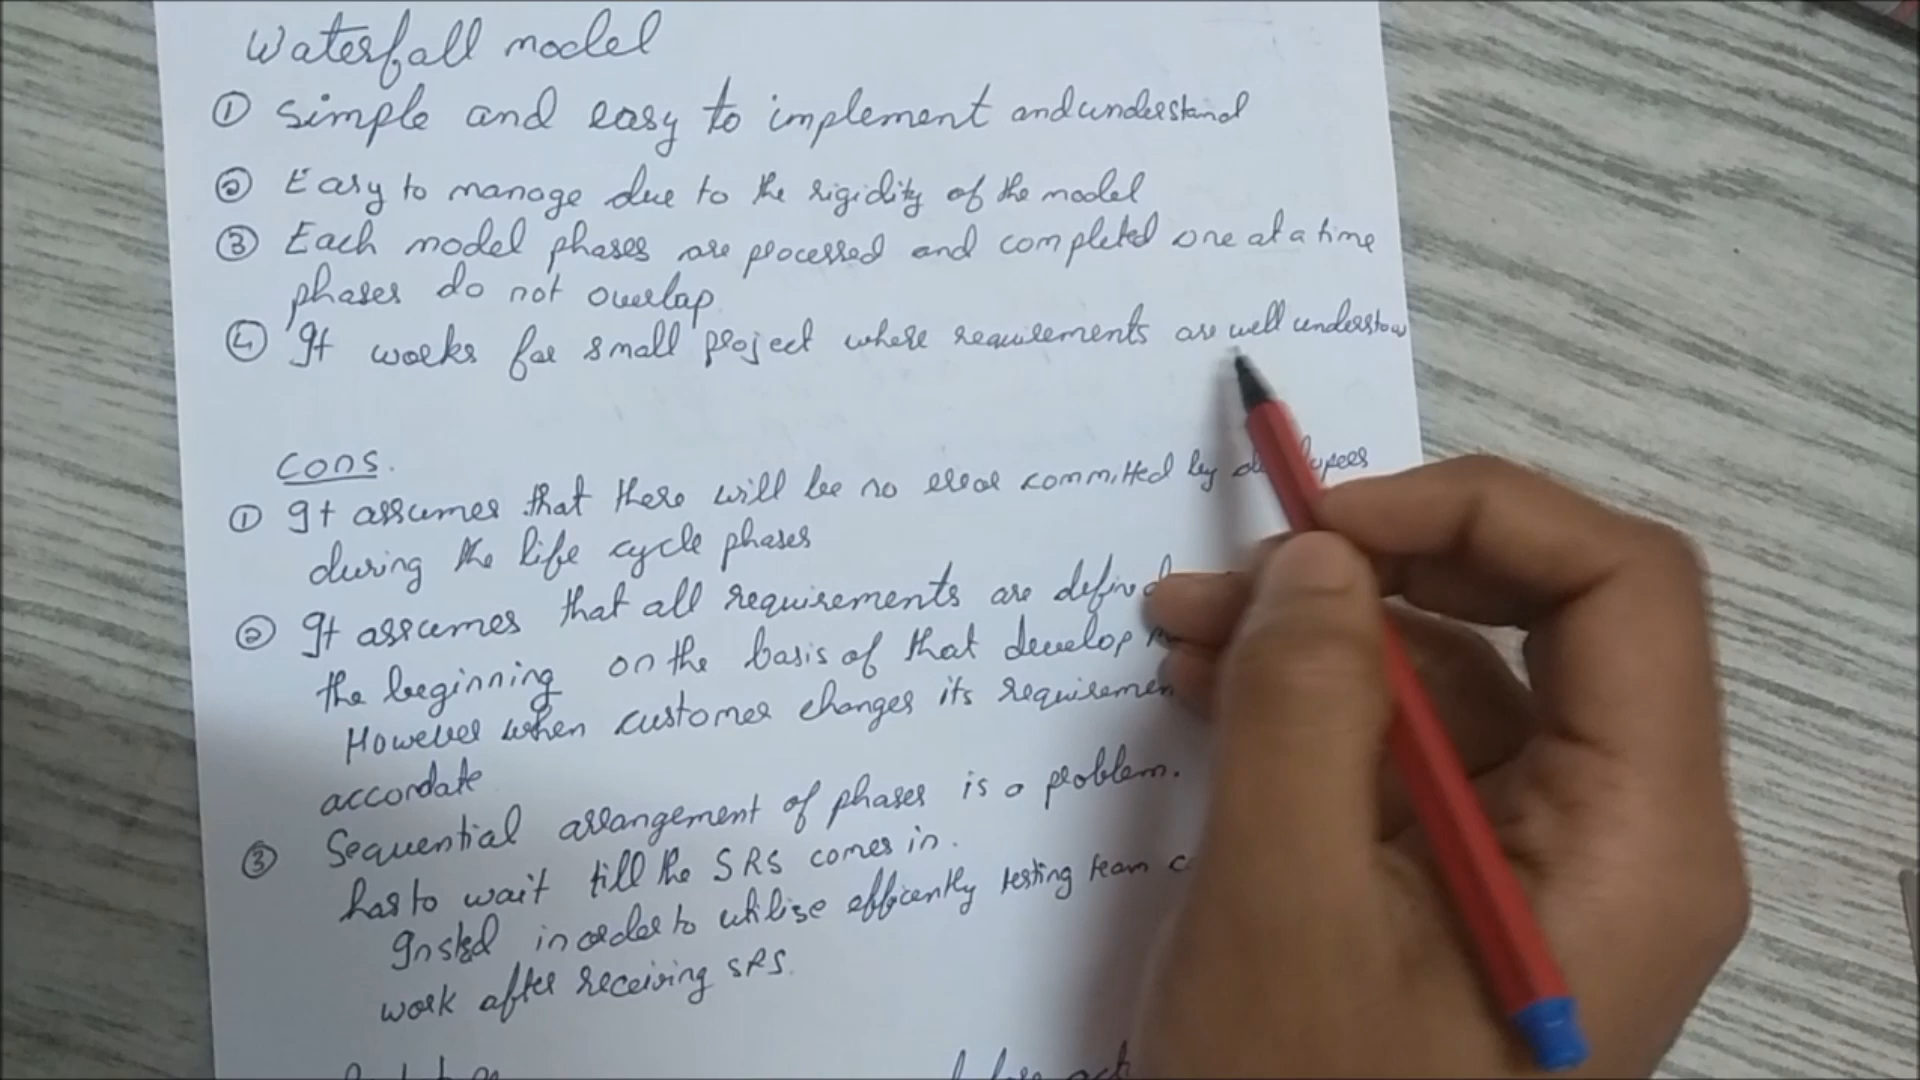 Waterfall model
① simple and easy to implement and understand
② Easy to manage due to the rigidity of the model
③ Each model phases are processed and completed one at a time
phases do not overlap
④ It works for small project where requirements are well understoo
Cons.
① It assumes that there will be no error committed by developers
during the life cycle phases
② It assumes that all requirements are defined
the beginning on the basis of that develop
However when customer changes its requiremen
accordate
③ Sequential arrangement of phases is a problem.
has to wait till the SRS comes in.
Instead in order to utilise efficently testing team c
work after receiving SRS.